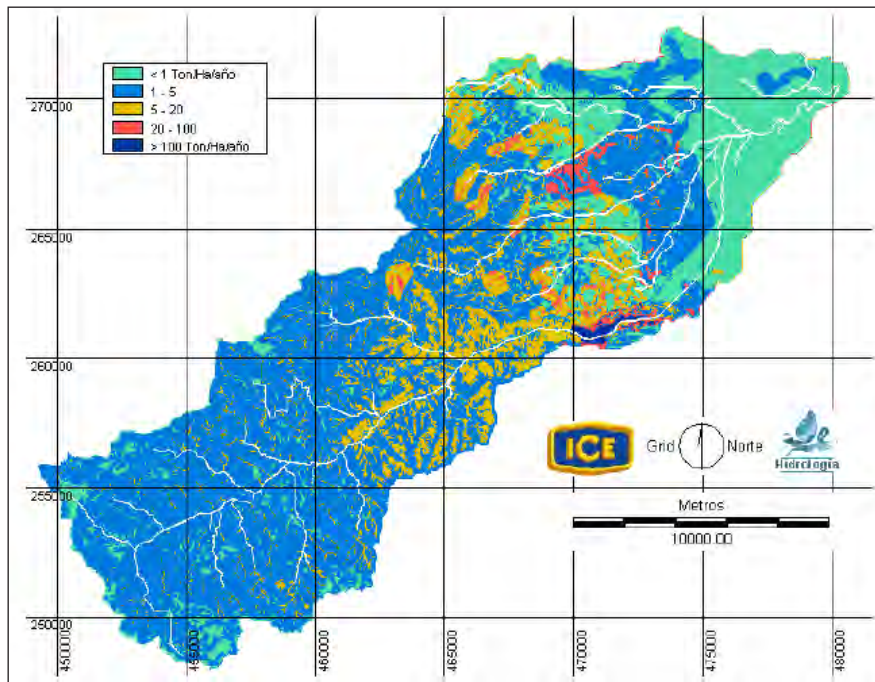 < 1 Ton/Ha/año
1 - 5
5 - 20
20 - 100
> 100 Ton/Ha/año
270000
265000
260000
255000
250000
ICE
Grid
Norte
Hidrología
Metros
10000.00
450000
455000
460000
465000
470000
475000
480000